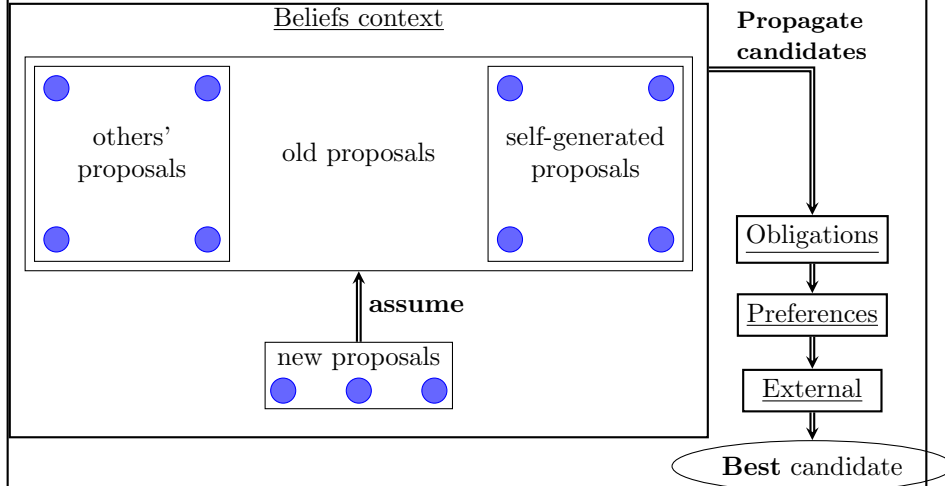 Beliefs context
Propagate
candidates
others'
proposals
old proposals
self-generated
proposals
Obligations
assume
Preferences
new proposals
External
Best candidate